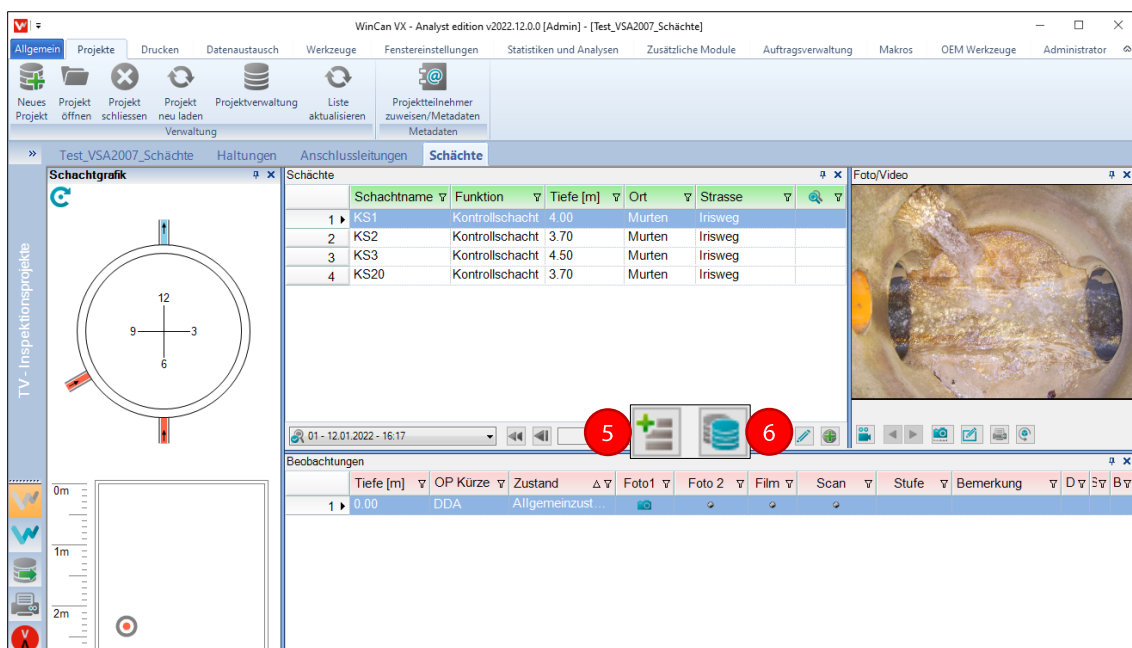 WinCan VX - Analyst edition v2022.12.0.0 [Admin] - [Test_VSA2007_Schächte]
Allgemein Projekte Drucken Datenaustausch Werkzeuge Fenstereinstellungen Statistiken und Analysen Zusätzliche Module Auftragsverwaltung Makros OEM Werkzeuge Administrator
Neues Projekt Projekt Projekt Projektverwaltung Liste Projektteilnehmer
Projekt öffnen schliessen neu laden aktualisieren zuweisen/Metadaten
Verwaltung Metadaten
» Test_VSA2007_Schächte Haltungen Anschlussleitungen Schächte
TV - Inspektionsprojekte
Schachtgrafik
12
9 3
6
0m
1m
2m
Schächte
Schachtname Funktion Tiefe [m] Ort Strasse
1 KS1 Kontrollschacht 4.00 Murten Irisweg
2 KS2 Kontrollschacht 3.70 Murten Irisweg
3 KS3 Kontrollschacht 4.50 Murten Irisweg
4 KS20 Kontrollschacht 3.70 Murten Irisweg
01 - 12.01.2022 - 16:17
5 6
Foto/Video
Beobachtungen
Tiefe [m] OP Kürze Zustand Foto1 Foto 2 Film Scan Stufe Bemerkung D B
1 0.00 DDA Allgemeinzust...